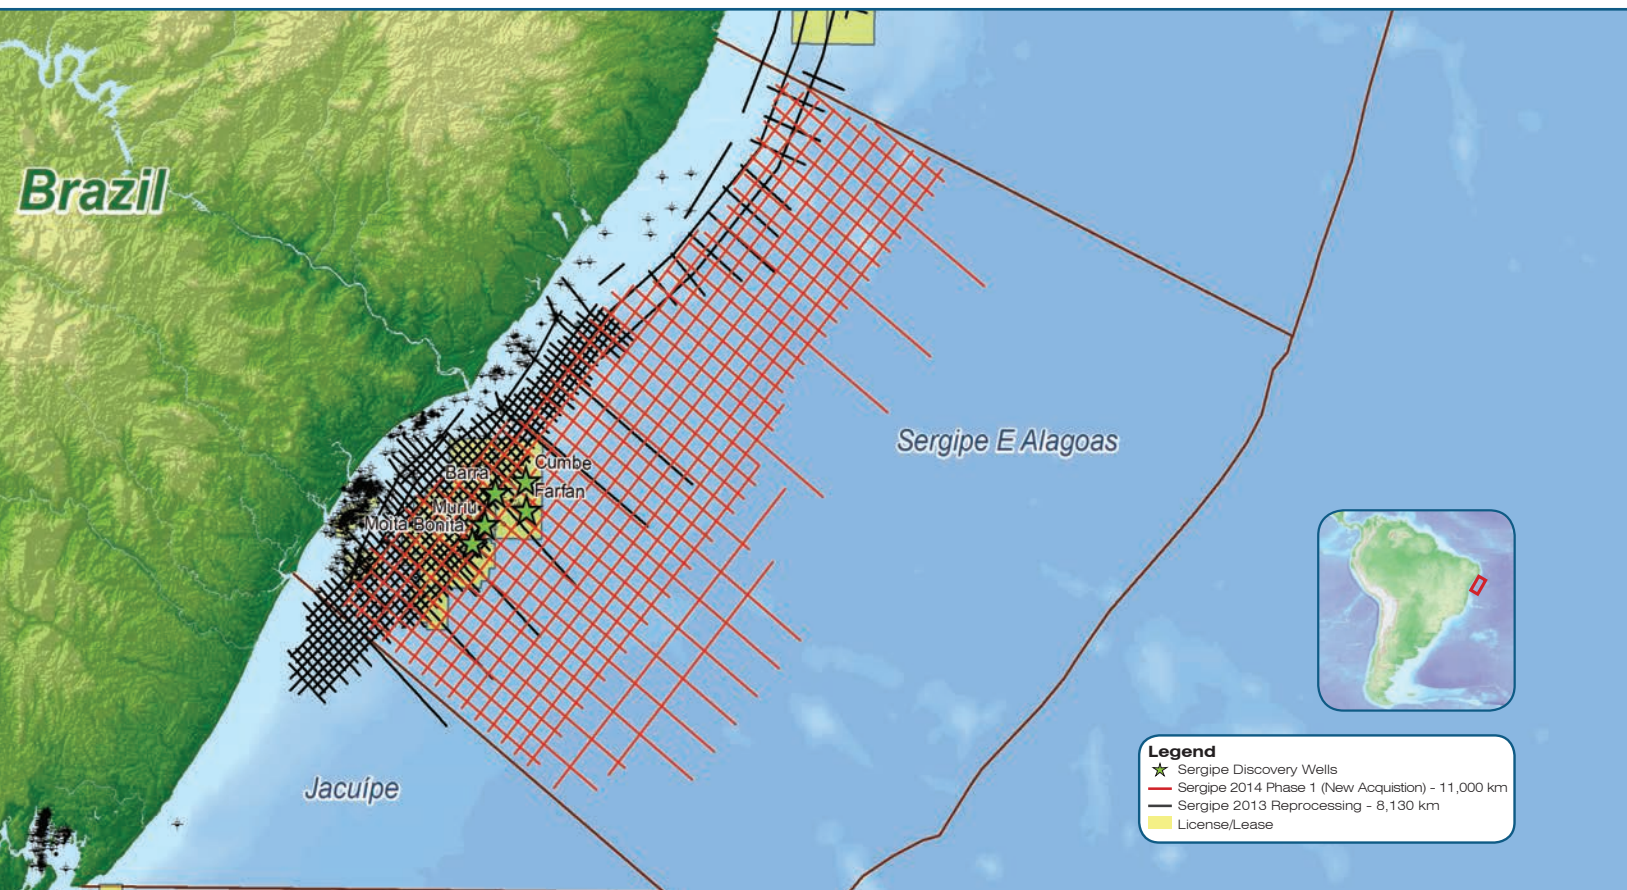 Brazil
Sergipe E Alagoas
Cumbe
Barra
Farfan
Muriu
Moita Bonita
Jacuípe
Legend
Sergipe Discovery Wells
Sergipe 2014 Phase 1 (New Acquistion) - 11,000 km
Sergipe 2013 Reprocessing - 8,130 km
License/Lease